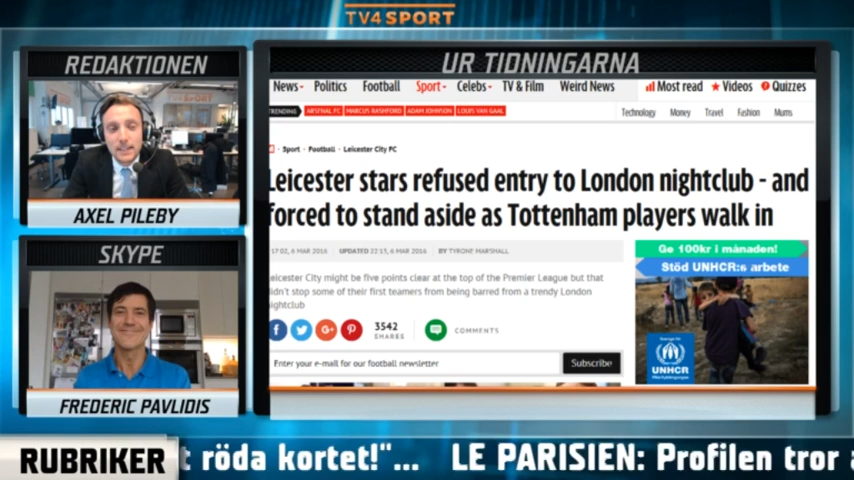 TV4SPORT
REDAKTIONEN
AXEL PILEBY
SKYPE
FREDERIC PAVLIDIS
UR TIDNINGARNA
News Politics Football Sport Celebs TV & Film Weird News Most read Videos Quizzes
TRENDING ARSENAL FC MARCUS RASHFORD ADAM JOHNSON LOUIS VAN GAAL Technology Money Travel Fashion Mums
Sport Football Leicester City FC
Leicester stars refused entry to London nightclub - and
forced to stand aside as Tottenham players walk in
17:02, 6 MAR 2016 UPDATED 22:13, 6 MAR 2016 BY TYRONE MARSHALL
Leicester City might be five points clear at the top of the Premier League but that
didn't stop some of their first teamers from being barred from a trendy London
nightclub
3542
SHARES
COMMENTS
Enter your e-mail for our football newsletter Subscribe
Ge 100kr i månaden!
Stöd UNHCR:s arbete
UNHCR
RUBRIKER t röda kortet!"... LE PARISIEN: Profilen tror a